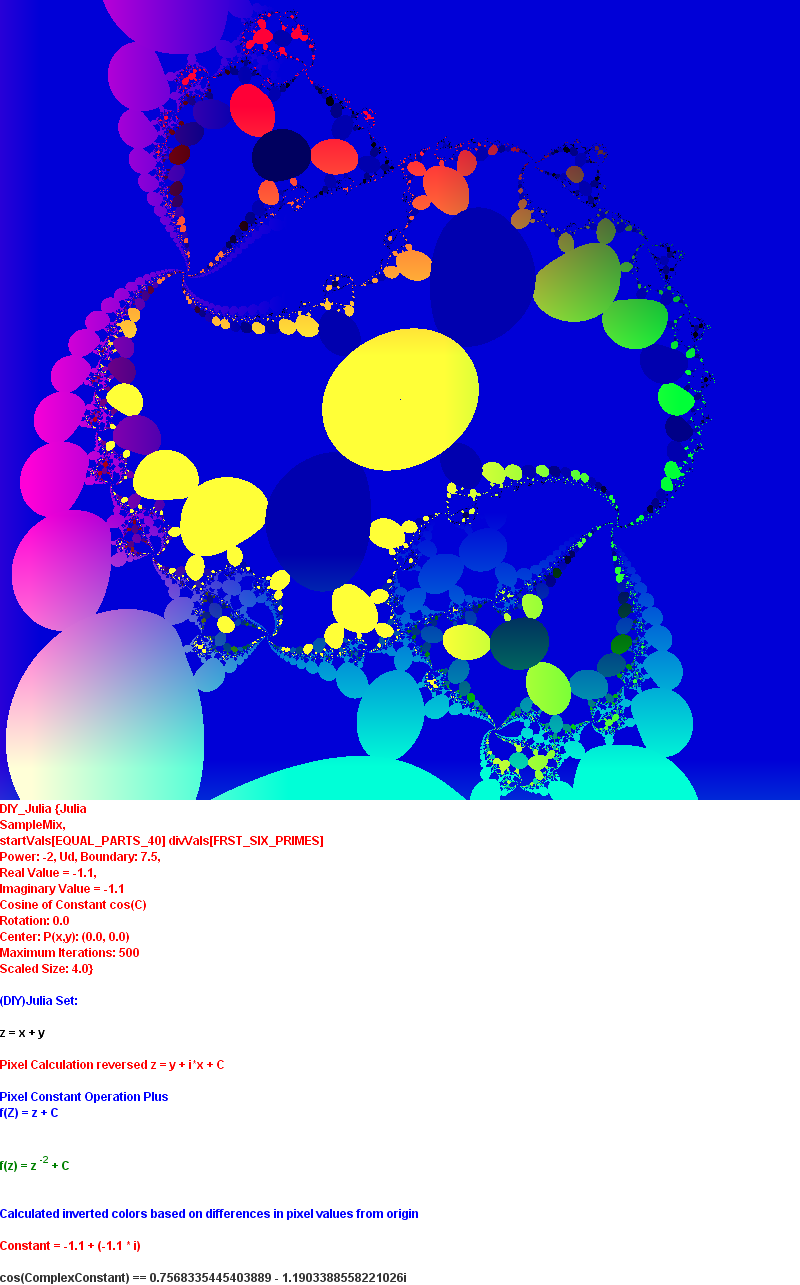 DIY_Julia {Julia
SampleMix,
startVals[EQUAL_PARTS_40] divVals[FRST_SIX_PRIMES]
Power: -2, Ud, Boundary: 7.5,
Real Value = -1.1,
Imaginary Value = -1.1
Cosine of Constant cos(C)
Rotation: 0.0
Center: P(x,y): (0.0, 0.0)
Maximum Iterations: 500
Scaled Size: 4.0}
(DIY)Julia Set:
z = x + y
Pixel Calculation reversed z = y + i*x + C
Pixel Constant Operation Plus
f(Z) = z + C
f(z) = z -2 + C
Calculated inverted colors based on differences in pixel values from origin
Constant = -1.1 + (-1.1 * i)
cos(ComplexConstant) == 0.7568335445403889 - 1.1903388558221026i